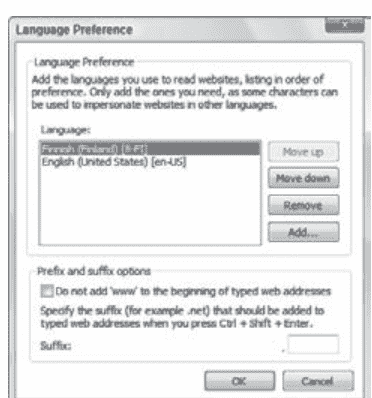 Language Preference
Language Preference
Add the languages you use to read websites, listing in order of
preference. Only add the ones you need, as some characters can
be used to impersonate websites in other languages.
Language:
Finnish (Finland) [fi-FI]
English (United States) [en-US]
Move up
Move down
Remove
Add...
Prefix and suffix options
Do not add 'www' to the beginning of typed web addresses
Specify the suffix (for example .net) that should be added to
typed web addresses when you press Ctrl + Shift + Enter.
Suffix:
.
OK
Cancel